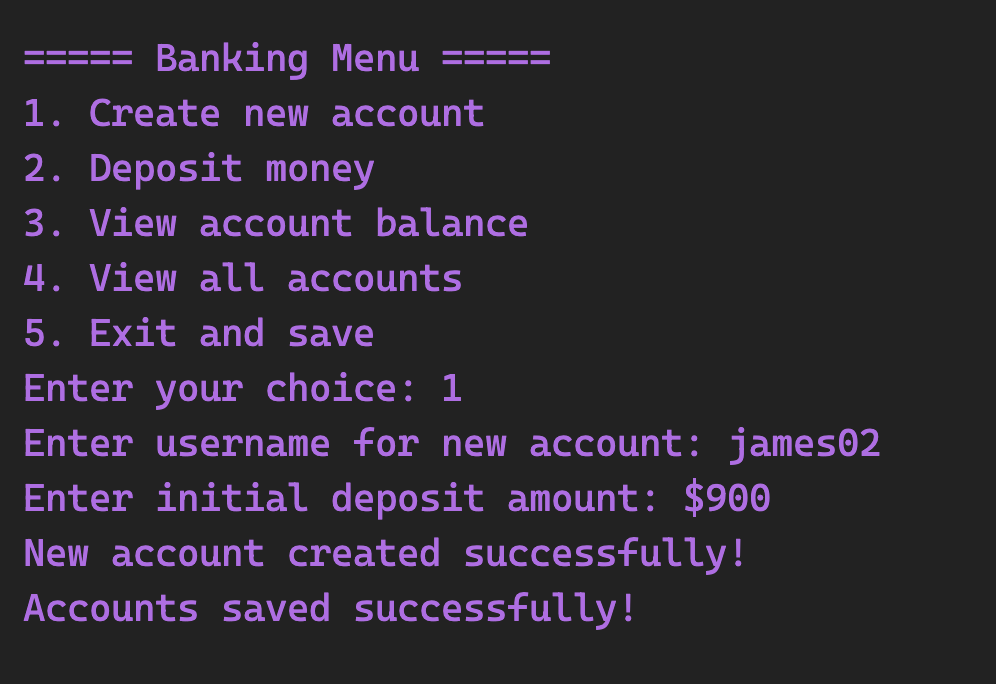 ===== Banking Menu =====
1. Create new account
2. Deposit money
3. View account balance
4. View all accounts
5. Exit and save
Enter your choice: 1
Enter username for new account: james02
Enter initial deposit amount: $900
New account created successfully!
Accounts saved successfully!